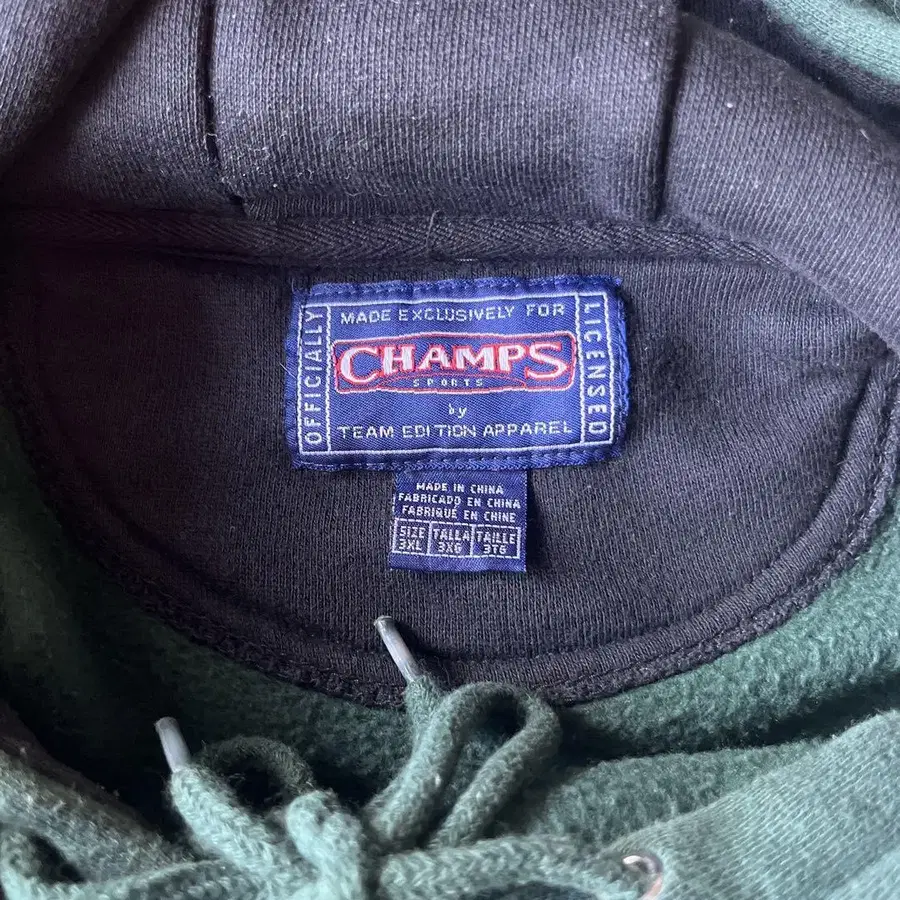 OFFICIALLY
MADE EXCLUSIVELY FOR
CHAMPS
SPORTS
by
TEAM EDITION APPAREL
LICENSED
MADE IN CHINA
FABRICADO EN CHINA
FABRIQUÉ EN CHINE
SIZE TALLA TAILLE
3XL 3XG 3TG